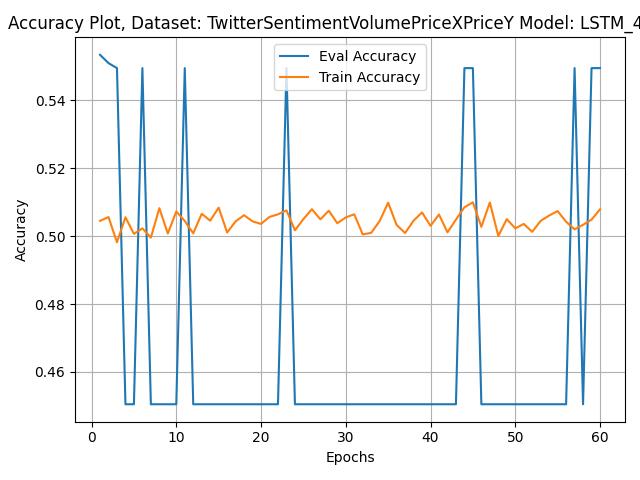 Accuracy Plot, Dataset: TwitterSentimentVolumePriceXPriceY Model: LSTM_4
Eval Accuracy
Train Accuracy
Accuracy
0.54
0.52
0.50
0.48
0.46
0 10 20 30 40 50 60
Epochs